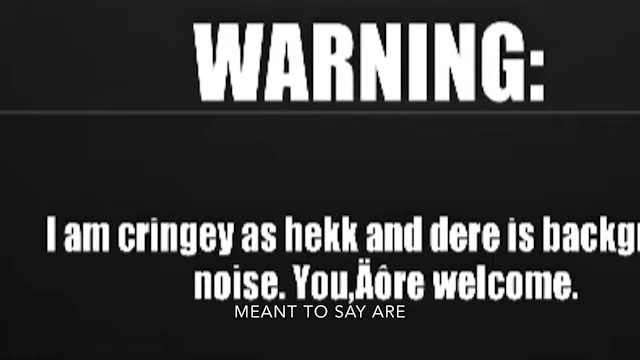 WARNING:
I am cringey as hekk and dere is backg
noise. You‚Äôre welcome.
MEANT TO SAY ARE